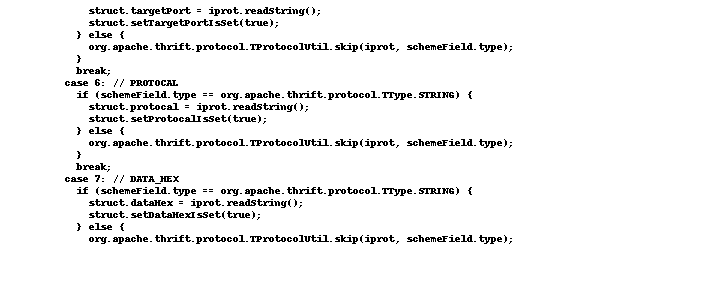 struct.targetPort = iprot.readString();
struct.setTargetPortIsSet(true);
} else {
org.apache.thrift.protocol.TProtocolUtil.skip(iprot, schemeField.type);
}
break;
case 6: // PROTOCAL
if (schemeField.type == org.apache.thrift.protocol.TType.STRING) {
struct.protocal = iprot.readString();
struct.setProtocalIsSet(true);
} else {
org.apache.thrift.protocol.TProtocolUtil.skip(iprot, schemeField.type);
}
break;
case 7: // DATA_HEX
if (schemeField.type == org.apache.thrift.protocol.TType.STRING) {
struct.dataHex = iprot.readString();
struct.setDataHexIsSet(true);
} else {
org.apache.thrift.protocol.TProtocolUtil.skip(iprot, schemeField.type);